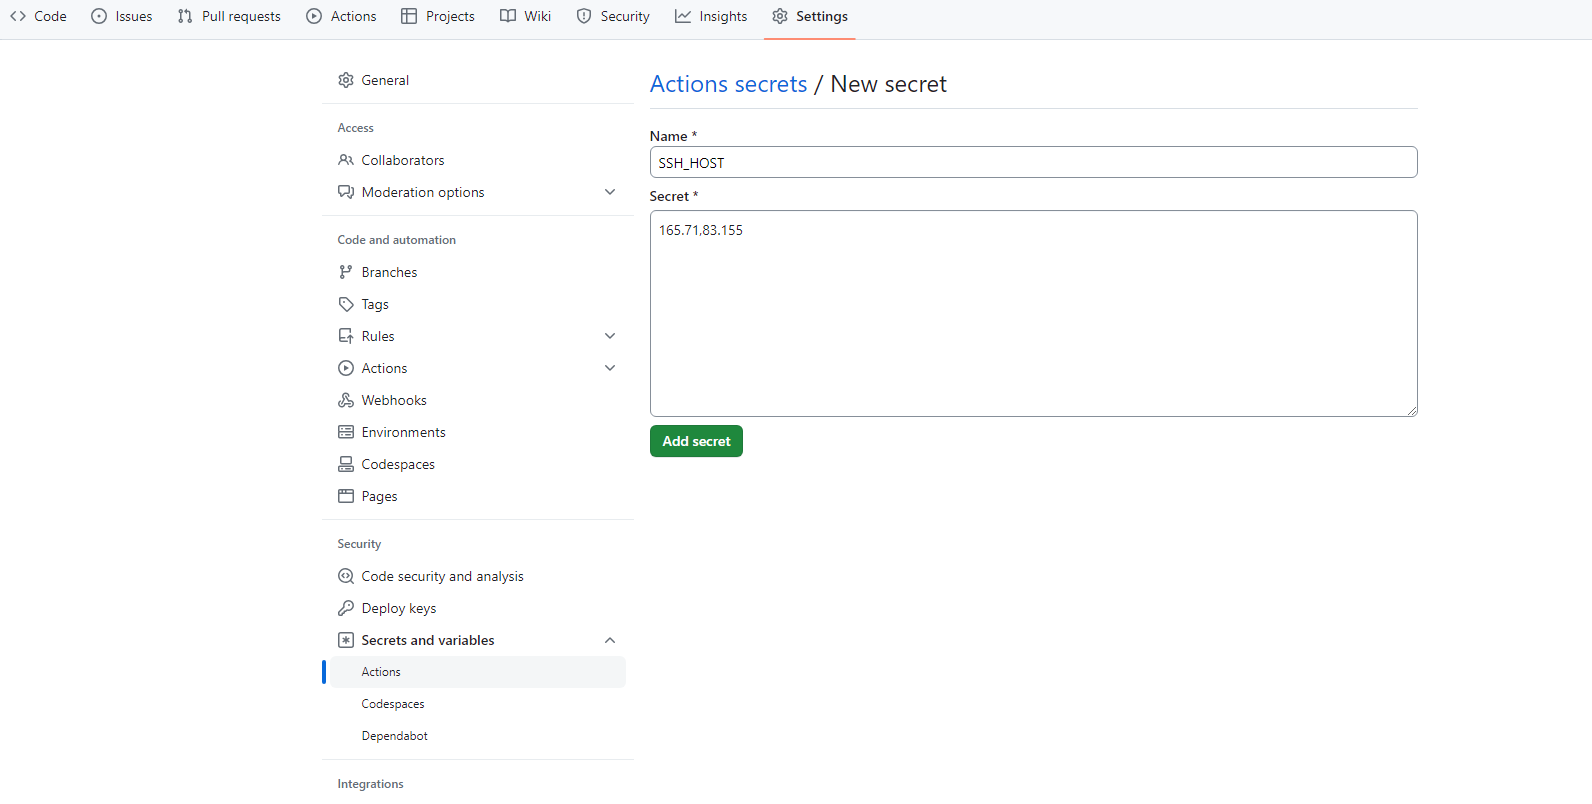 Code Issues Pull requests Actions Projects Wiki Security Insights Settings
General
Access
Collaborators
Moderation options
Code and automation
Branches
Tags
Rules
Actions
Webhooks
Environments
Codespaces
Pages
Security
Code security and analysis
Deploy keys
Secrets and variables
Actions
Codespaces
Dependabot
Integrations
Actions secrets / New secret
Name *
SSH_HOST
Secret *
165.71,83.155
Add secret